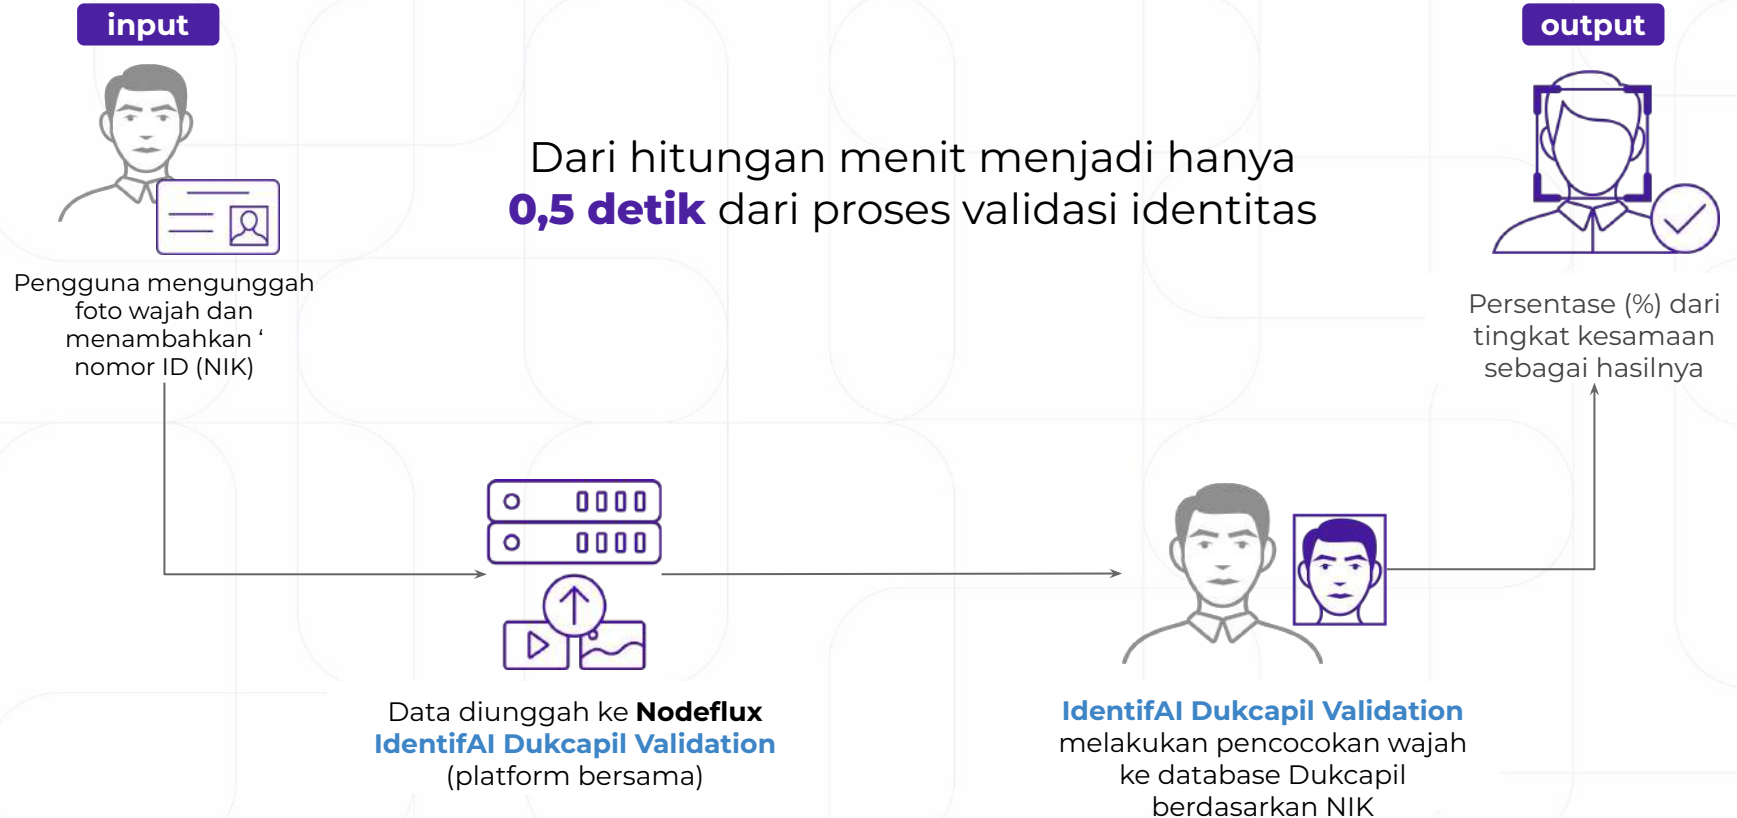 input
output
Dari hitungan menit menjadi hanya
0,5 detik dari proses validasi identitas
Pengguna mengunggah
foto wajah dan
menambahkan ‘
nomor ID (NIK)
Persentase (%) dari
tingkat kesamaan
sebagai hasilnya
Data diunggah ke Nodeflux
IdentifAI Dukcapil Validation
(platform bersama)
IdentifAI Dukcapil Validation
melakukan pencocokan wajah
ke database Dukcapil
berdasarkan NIK